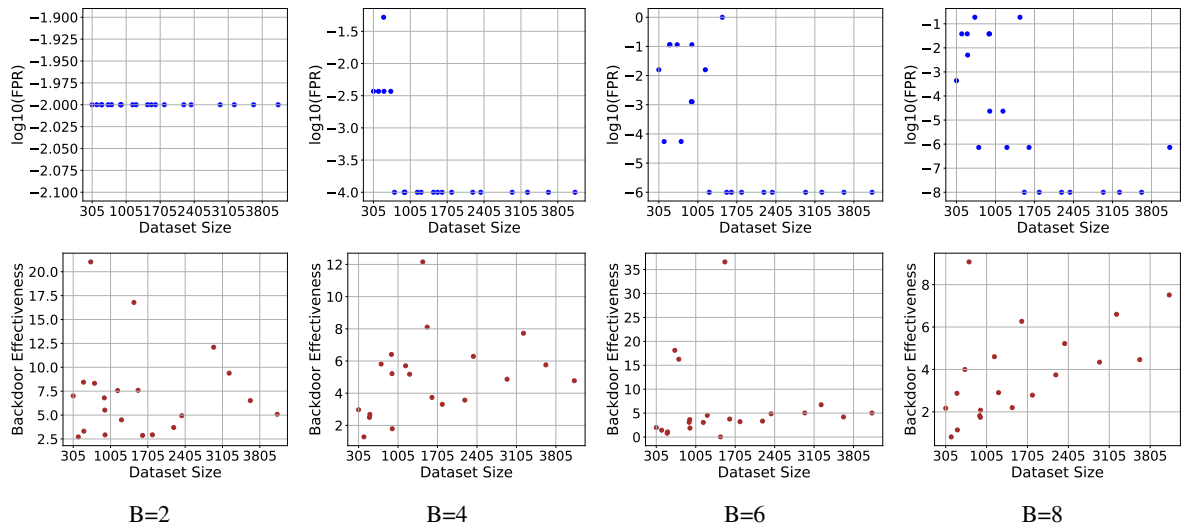 −1.900
−1.925
−1.950
−1.975
−2.000
−2.025
−2.050
−2.075
−2.100
log10(FPR)
305 1005 1705 2405 3105 3805
Dataset Size
−1.5
−2.0
−2.5
−3.0
−3.5
−4.0
log10(FPR)
305 1005 1705 2405 3105 3805
Dataset Size
0
−1
−2
−3
−4
−5
−6
log10(FPR)
305 1005 1705 2405 3105 3805
Dataset Size
−1
−2
−3
−4
−5
−6
−7
−8
log10(FPR)
305 1005 1705 2405 3105 3805
Dataset Size
20.0
17.5
15.0
12.5
10.0
7.5
5.0
2.5
Backdoor Effectiveness
305 1005 1705 2405 3105 3805
Dataset Size
12
10
8
6
4
2
Backdoor Effectiveness
305 1005 1705 2405 3105 3805
Dataset Size
35
30
25
20
15
10
5
0
Backdoor Effectiveness
305 1005 1705 2405 3105 3805
Dataset Size
8
6
4
2
Backdoor Effectiveness
305 1005 1705 2405 3105 3805
Dataset Size
B=2
B=4
B=6
B=8